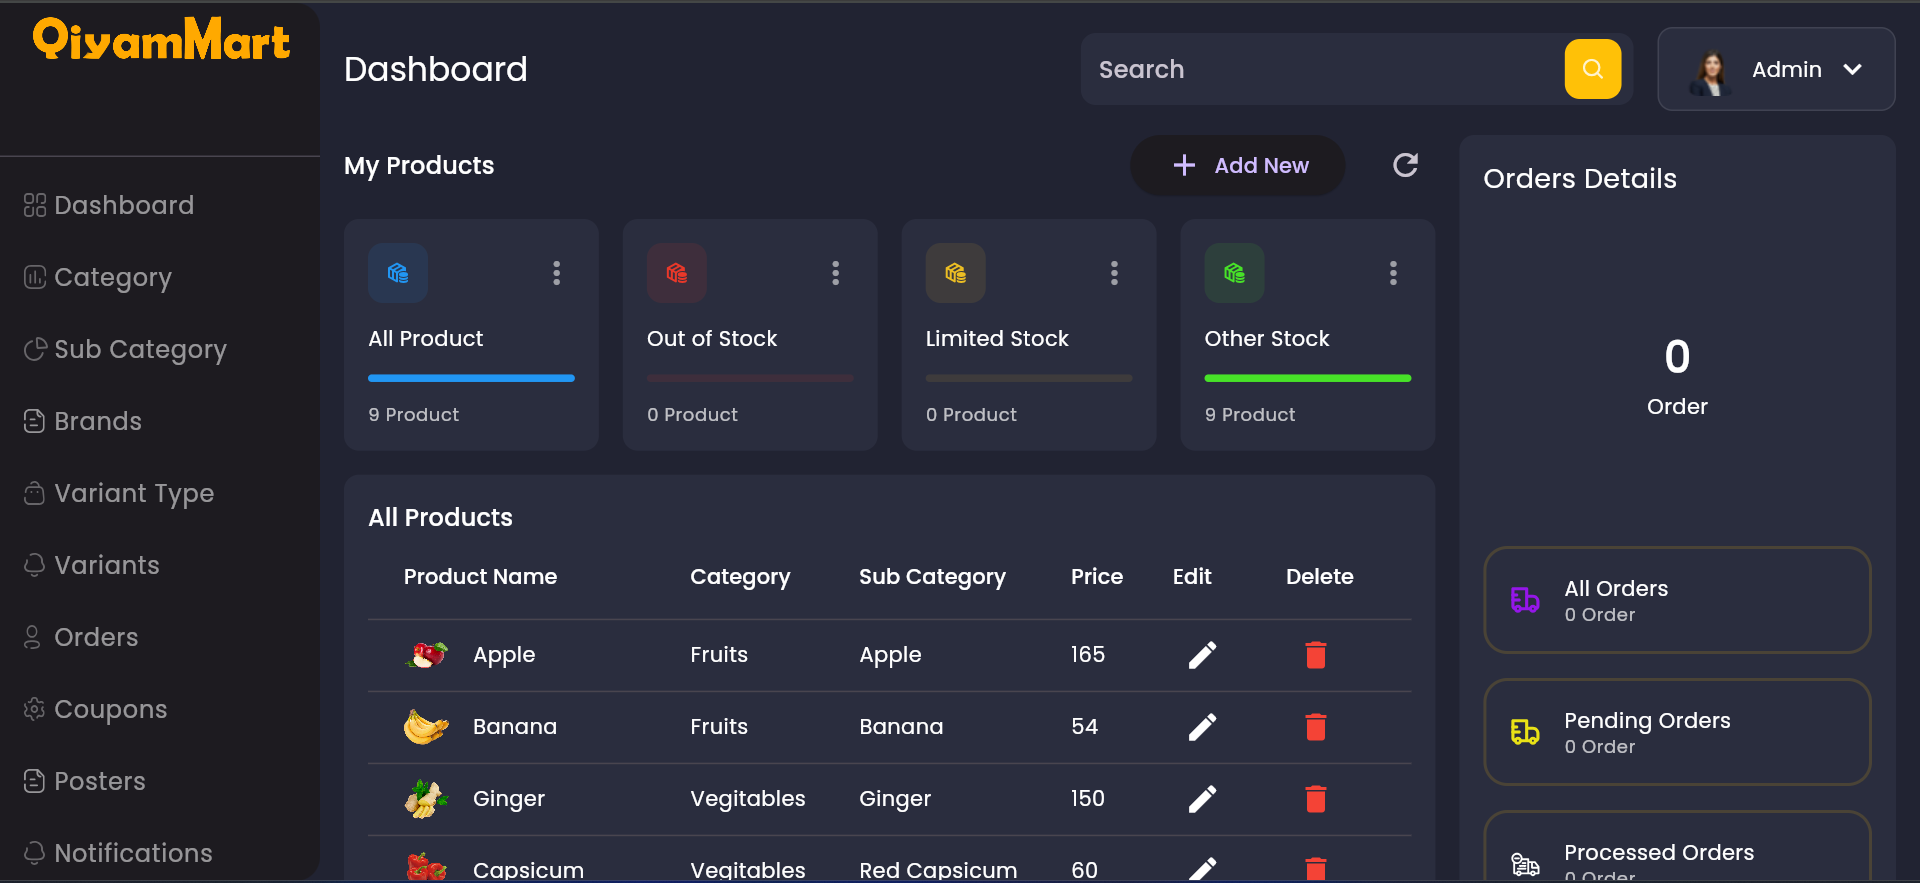 QiyamMart
Dashboard
Category
Sub Category
Brands
Variant Type
Variants
Orders
Coupons
Posters
Notifications
Dashboard
Search
Admin
My Products
Add New
All Product
9 Product
Out of Stock
0 Product
Limited Stock
0 Product
Other Stock
9 Product
All Products
Product Name Category Sub Category Price Edit Delete
Apple Fruits Apple 165
Banana Fruits Banana 54
Ginger Vegitables Ginger 150
Capsicum Vegitables Red Capsicum 60
Orders Details
0
Order
All Orders
0 Order
Pending Orders
0 Order
Processed Orders
0 Order